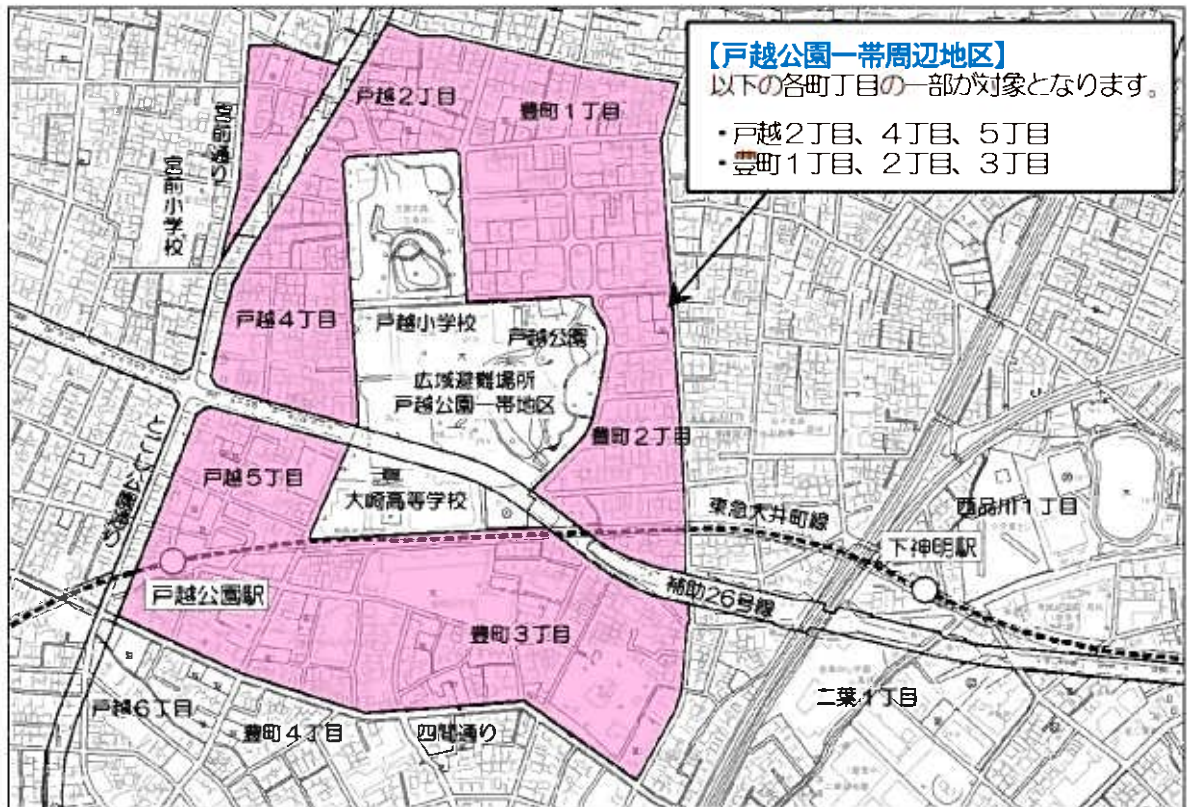 【戸越公園一帯周辺地区】
以下の各町丁目の一部が対象となります。
・戸越2丁目、4丁目、5丁目
・豊町1丁目、2丁目、3丁目
戸越2丁目
豊町1丁目
宮前通り
宮前小学校
戸越4丁目
戸越小学校
戸越公園
広域避難場所
戸越公園一帯地区
豊町2丁目
戸越5丁目
大崎高等学校
とごし公園通り
東急大井町線
西品川1丁目
下神明駅
戸越公園駅
補助26号線
豊町3丁目
戸越6丁目
豊町4丁目
四間通り
二葉1丁目